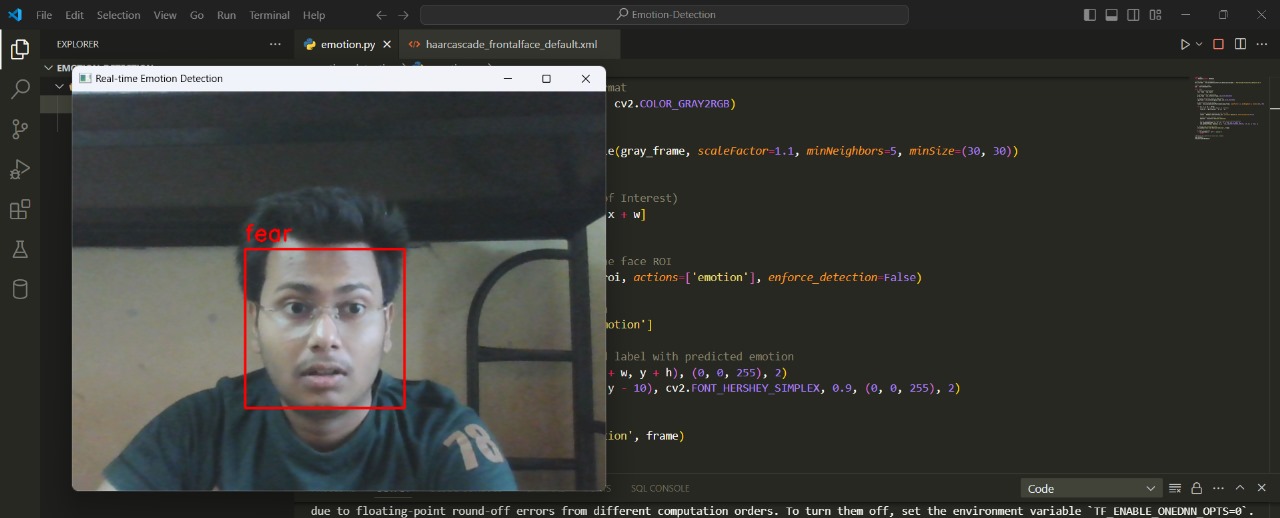 File Edit Selection View Go Run Terminal Help
Emotion-Detection
EXPLORER
emotion.py
haarcascade_frontalface_default.xml
Real-time Emotion Detection
mat
cv2.COLOR_GRAY2RGB)
le(gray_frame, scaleFactor=1.1, minNeighbors=5, minSize=(30, 30))
of Interest)
x + w]
fear
he face ROI
roi, actions=['emotion'], enforce_detection=False)
motion']
d label with predicted emotion
+ w, y + h), (0, 0, 255), 2)
y - 10), cv2.FONT_HERSHEY_SIMPLEX, 0.9, (0, 0, 255), 2)
78
tion', frame)
SQL CONSOLE
Code
due to floating-point round-off errors from different computation orders. To turn them off, set the environment variable `TF_ENABLE_ONEDNN_OPTS=0`.